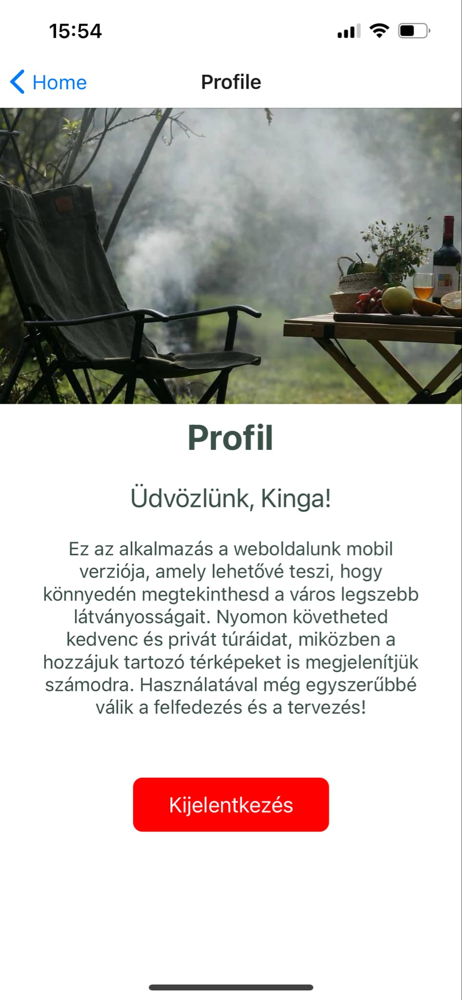 15:54
Home
Profile
Profil
Üdvözlünk, Kinga!
Ez az alkalmazás a weboldalunk mobil
verziója, amely lehetővé teszi, hogy
könnyedén megtekinthesd a város legszebb
látványosságait. Nyomon követheted
kedvenc és privát túráidat, miközben a
hozzájuk tartozó térképeket is megjelenítjük
számodra. Használatával még egyszerűbbé
válik a felfedezés és a tervezés!
Kijelentkezés